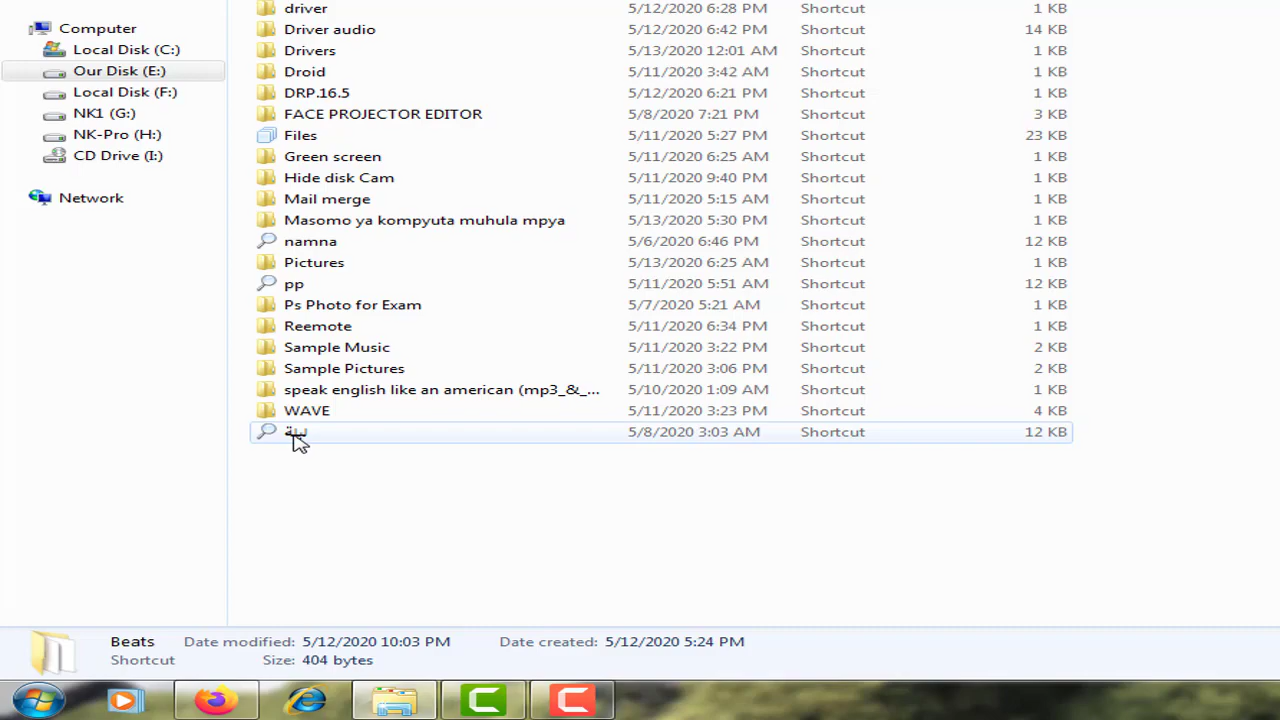 driver 5/12/2020 6:28 PM Shortcut 1 KB
Computer
Driver audio 5/12/2020 6:42 PM Shortcut 14 KB
Local Disk (C:)
Drivers 5/13/2020 12:01 AM Shortcut 1 KB
Our Disk (E:)
Droid 5/11/2020 3:42 AM Shortcut 1 KB
Local Disk (F:)
DRP.16.5 5/12/2020 6:21 PM Shortcut 1 KB
NK1 (G:)
FACE PROJECTOR EDITOR 5/8/2020 7:21 PM Shortcut 3 KB
NK-Pro (H:)
Files 5/11/2020 5:27 PM Shortcut 23 KB
CD Drive (I:)
Green screen 5/11/2020 6:25 AM Shortcut 1 KB
Hide disk Cam 5/11/2020 9:40 PM Shortcut 1 KB
Network
Mail merge 5/11/2020 5:15 AM Shortcut 1 KB
Masomo ya kompyuta muhula mpya 5/13/2020 5:30 PM Shortcut 1 KB
namna 5/6/2020 6:46 PM Shortcut 12 KB
Pictures 5/13/2020 6:25 AM Shortcut 1 KB
pp 5/11/2020 5:51 AM Shortcut 12 KB
Ps Photo for Exam 5/7/2020 5:21 AM Shortcut 1 KB
Reemote 5/11/2020 6:34 PM Shortcut 1 KB
Sample Music 5/11/2020 3:22 PM Shortcut 2 KB
Sample Pictures 5/11/2020 3:06 PM Shortcut 2 KB
speak english like an american (mp3_&_... 5/10/2020 1:09 AM Shortcut 1 KB
WAVE 5/11/2020 3:23 PM Shortcut 4 KB
5/8/2020 3:03 AM Shortcut 12 KB
Beats Date modified: 5/12/2020 10:03 PM Date created: 5/12/2020 5:24 PM
Shortcut Size: 404 bytes